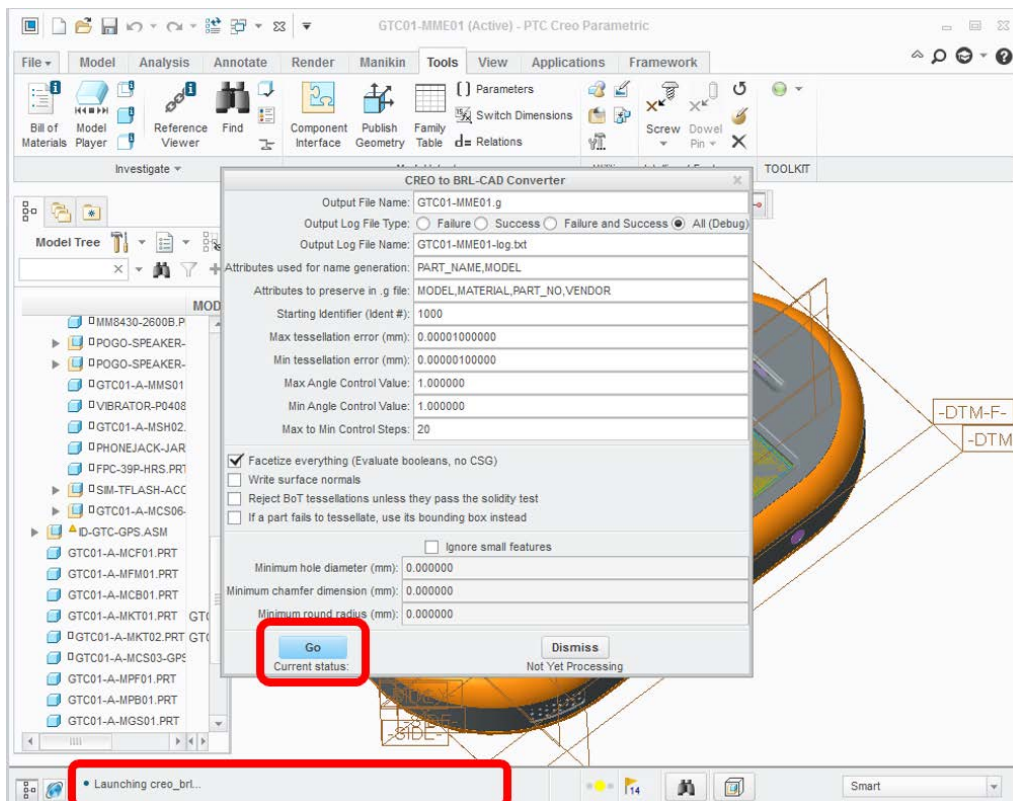 GTC01-MME01 (Active) - PTC Creo Parametric
File Model Analysis Annotate Render Manikin Tools View Applications Framework
Bill of Materials
Model Player
Reference Viewer
Find
Component Interface
Publish Geometry
Family Table
[ ] Parameters
Switch Dimensions
d= Relations
Screw
Dowel Pin
Investigate
TOOLKIT
CREO to BRL-CAD Converter
Output File Name: GTC01-MME01.g
Output Log File Type: Failure Success Failure and Success All (Debug)
Output Log File Name: GTC01-MME01-log.txt
Attributes used for name generation: PART_NAME,MODEL
Attributes to preserve in .g file: MODEL,MATERIAL,PART_NO,VENDOR
Starting Identifier (Ident #): 1000
Max tessellation error (mm): 0.00001000000
Min tessellation error (mm): 0.00000100000
Max Angle Control Value: 1.000000
Min Angle Control Value: 1.000000
Max to Min Control Steps: 20
Facetize everything (Evaluate booleans, no CSG)
Write surface normals
Reject BoT tessellations unless they pass the solidity test
If a part fails to tessellate, use its bounding box instead
Ignore small features
Minimum hole diameter (mm): 0.000000
Minimum chamfer dimension (mm): 0.000000
Minimum round radius (mm): 0.000000
Go Dismiss
Current status: Not Yet Processing
Model Tree
MOD
MM8430-2600B.P
POGO-SPEAKER-
POGO-SPEAKER-
GTC01-A-MMS01
VIBRATOR-P0408
GTC01-A-MSH02.
PHONEJACK-JAR
FPC-39P-HRS.PRT
SIM-TFLASH-ACC
GTC01-A-MCS06-
ID-GTC-GPS.ASM
GTC01-A-MCF01.PRT
GTC01-A-MFM01.PRT
GTC01-A-MCB01.PRT
GTC01-A-MKT01.PRT GT
GTC01-A-MKT02.PRT GT
GTC01-A-MCS03-GPS
GTC01-A-MPF01.PRT
GTC01-A-MPB01.PRT
GTC01-A-MGS01.PRT
-DTM-F-
-DTM
-SIDE-
Launching creo_brl...
14
Smart